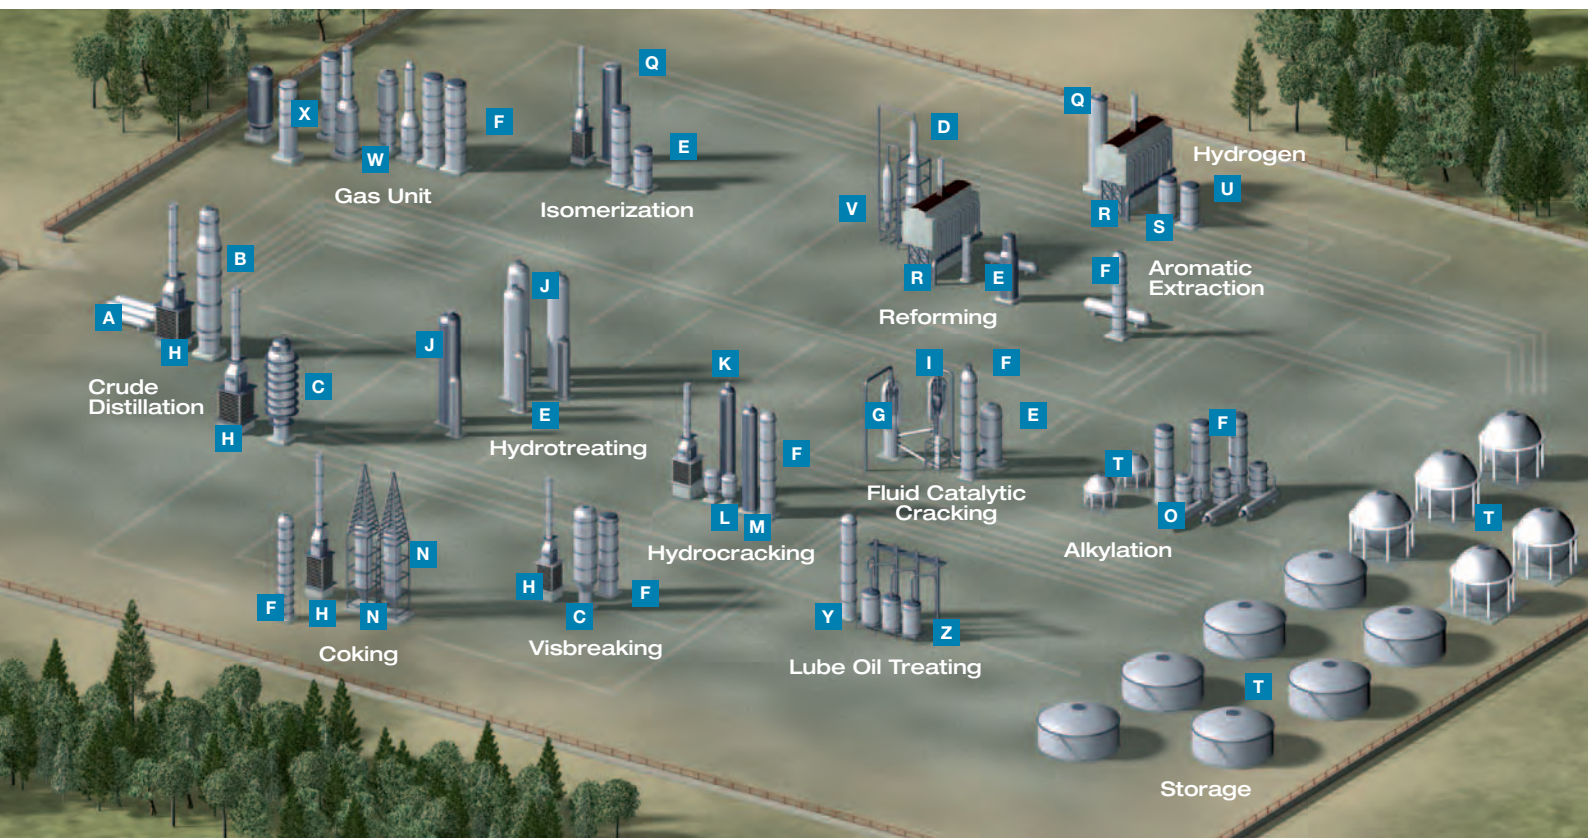 Q
X
F
W
E
Gas Unit
Isomerization
D
Q
Hydrogen
V
R
U
S
R
E
F
Aromatic
Extraction
Reforming
B
A
H
Crude
Distillation
C
H
J
J
E
Hydrotreating
K
F
L
M
Hydrocracking
I
F
G
E
Fluid Catalytic
Cracking
F
T
O
Alkylation
N
F
H
N
Coking
H
F
C
Visbreaking
Y
Z
Lube Oil Treating
T
T
Storage